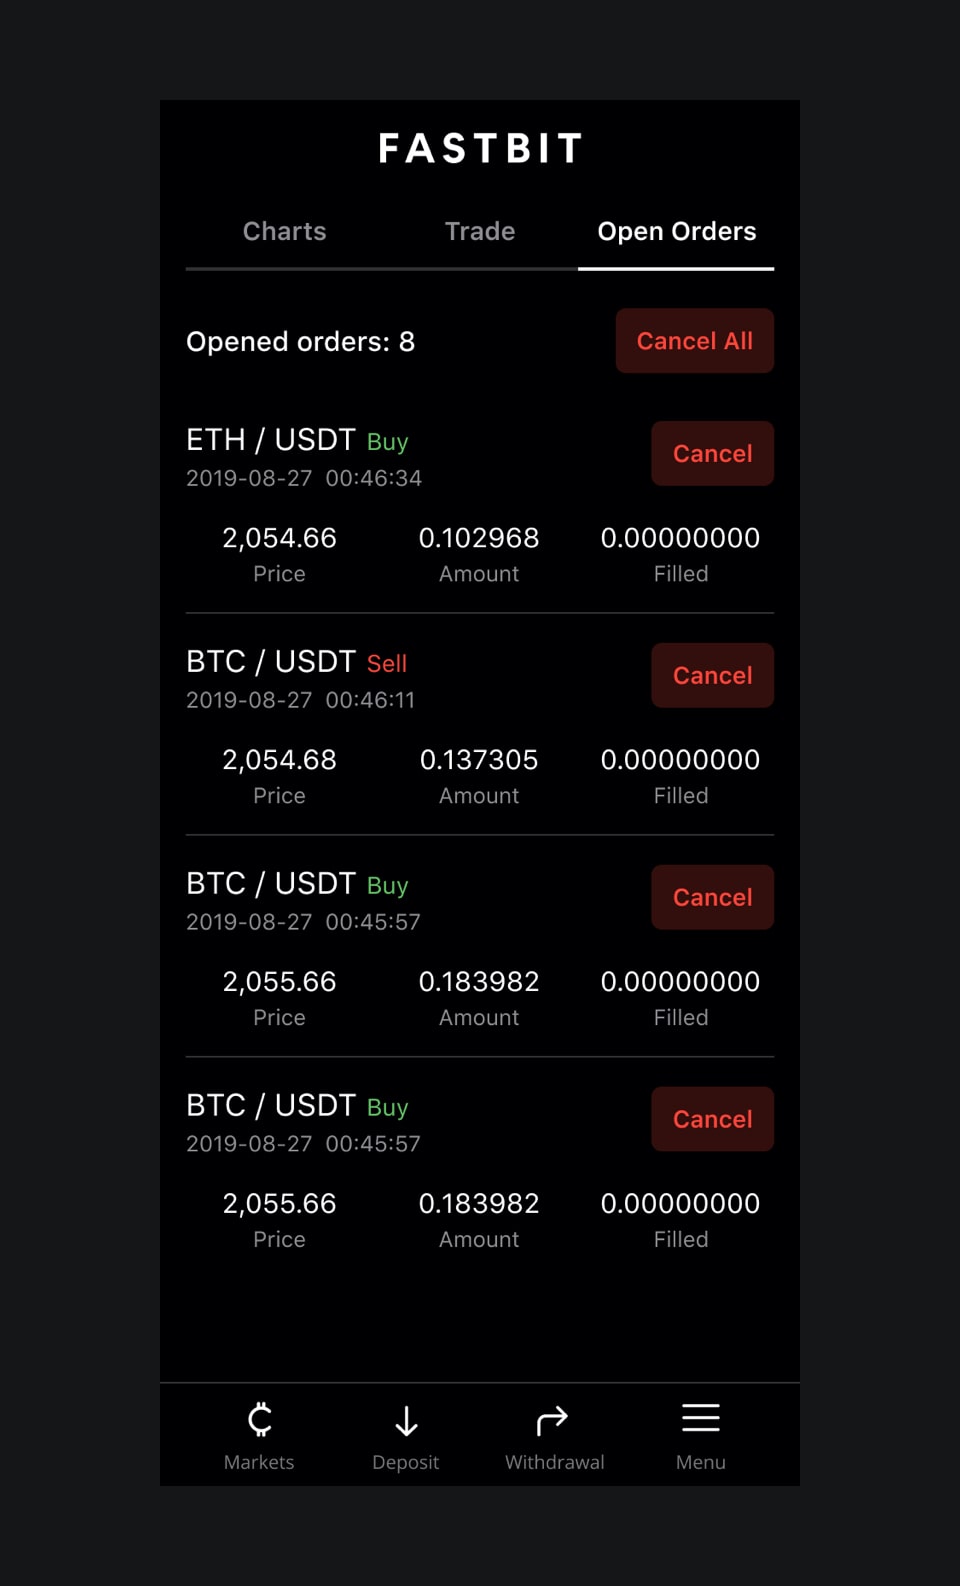 FASTBIT
Charts Trade Open Orders
Opened orders: 8 Cancel All
ETH / USDT Buy Cancel
2019-08-27 00:46:34
2,054.66 0.102968 0.00000000
Price Amount Filled
BTC / USDT Sell Cancel
2019-08-27 00:46:11
2,054.68 0.137305 0.00000000
Price Amount Filled
BTC / USDT Buy Cancel
2019-08-27 00:45:57
2,055.66 0.183982 0.00000000
Price Amount Filled
BTC / USDT Buy Cancel
2019-08-27 00:45:57
2,055.66 0.183982 0.00000000
Price Amount Filled
Markets Deposit Withdrawal Menu